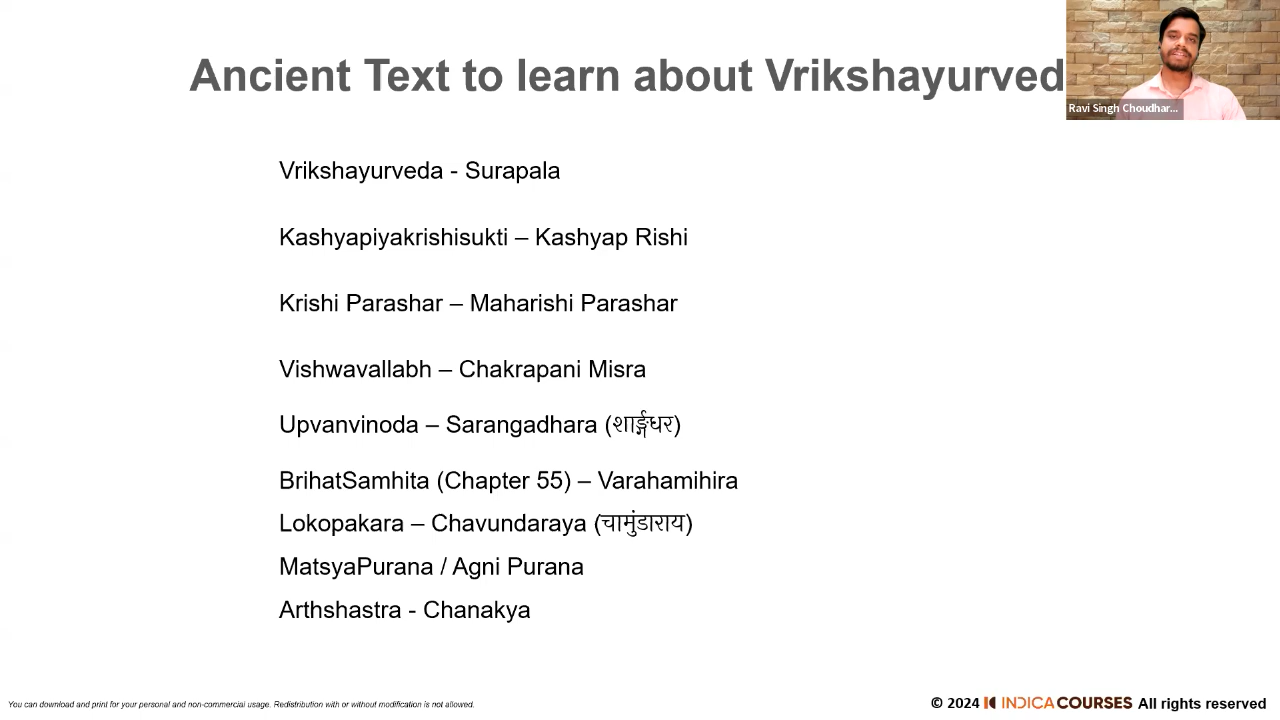 Ancient Text to learn about Vrikshayurved
Ravi Singh Choudhar...
Vrikshayurveda - Surapala
Kashyapiyakrishisukti – Kashyap Rishi
Krishi Parashar – Maharishi Parashar
Vishwavallabh – Chakrapani Misra
Upvanvinoda – Sarangadhara (शार्ङ्गधर)
BrihatSamhita (Chapter 55) – Varahamihira
Lokopakara – Chavundaraya (चामुंडाराय)
MatsyaPurana / Agni Purana
Arthshastra - Chanakya
You can download and print for your personal and non-commercial usage. Redistribution with or without modification is not allowed.
© 2024 INDICA COURSES All rights reserved